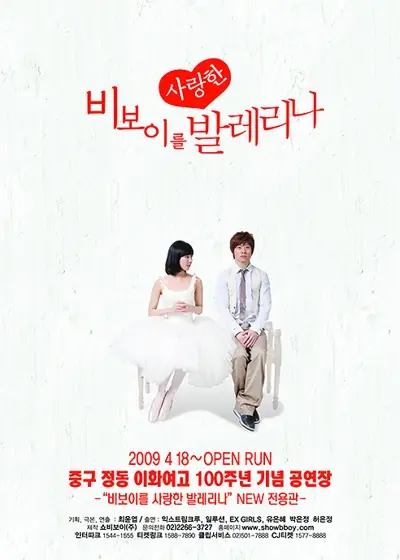 사랑한
비보이를 발레리나
2009 4 18~OPEN RUN
중구 정동 이화여고 100주년 기념 공연장
-"비보이를 사랑한 발레리나" NEW 전용관-
기획, 극본, 연출 : 최윤엽 / 출연 : 익스트림크루, 일루션, EX GIRLS, 유은혜 박은정 허은정
제작 쇼비보이(주) 문의전화 02)2266-3727 홈페이지 www.showbboy.com
인터파크 1544-1555 티켓링크 1588-7890 클립서비스 02)501-7888 CJ티켓 1577-8888